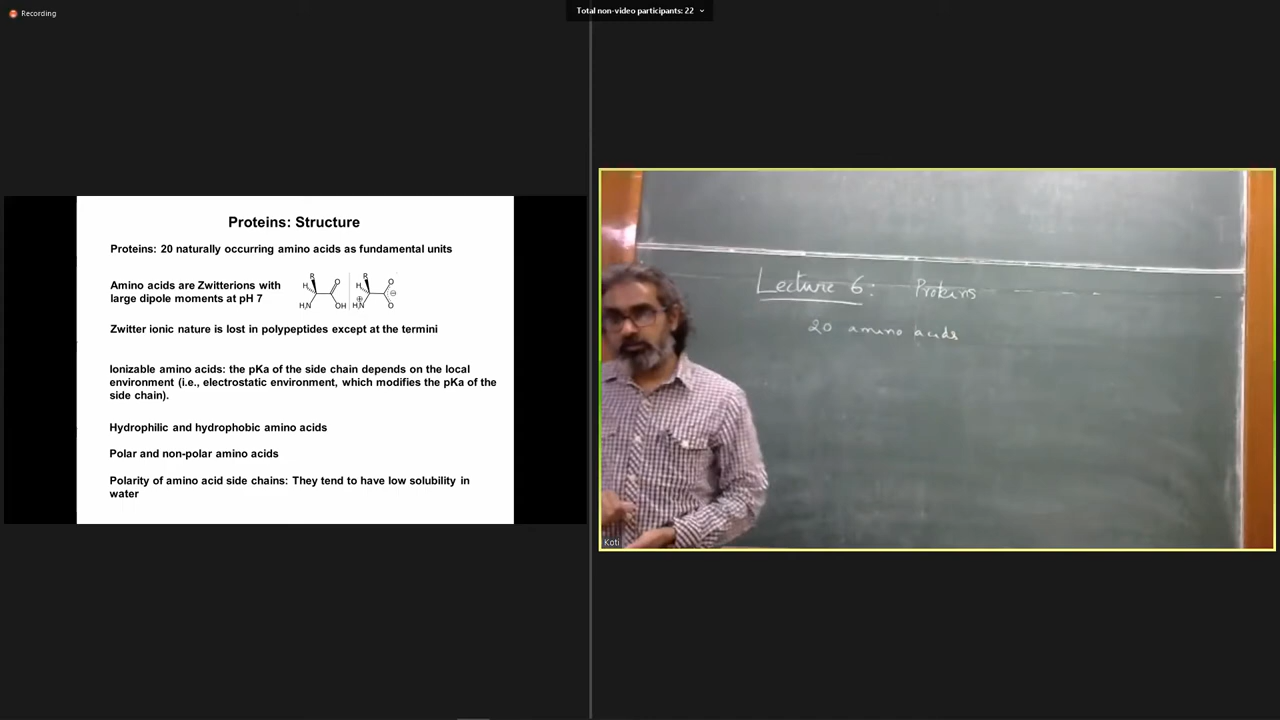 Recording
Total non-video participants: 22
Proteins: Structure
Proteins: 20 naturally occurring amino acids as fundamental units
Amino acids are Zwitterions with
large dipole moments at pH 7
R
H
O
H2N
OH
R
H
O
H3N
O
Zwitter ionic nature is lost in polypeptides except at the termini
Ionizable amino acids: the pKa of the side chain depends on the local
environment (i.e., electrostatic environment, which modifies the pKa of the
side chain).
Hydrophilic and hydrophobic amino acids
Polar and non-polar amino acids
Polarity of amino acid side chains: They tend to have low solubility in
water
Lecture 6: Proteins
20 amino acids
Koti